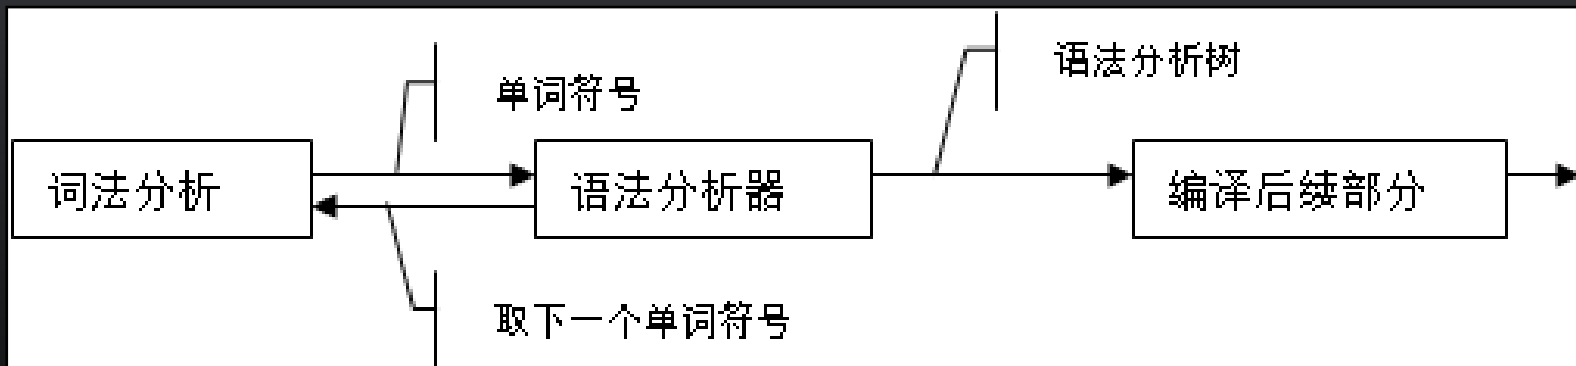 语法分析树
单词符号
词法分析
语法分析器
编译后续部分
取下一个单词符号